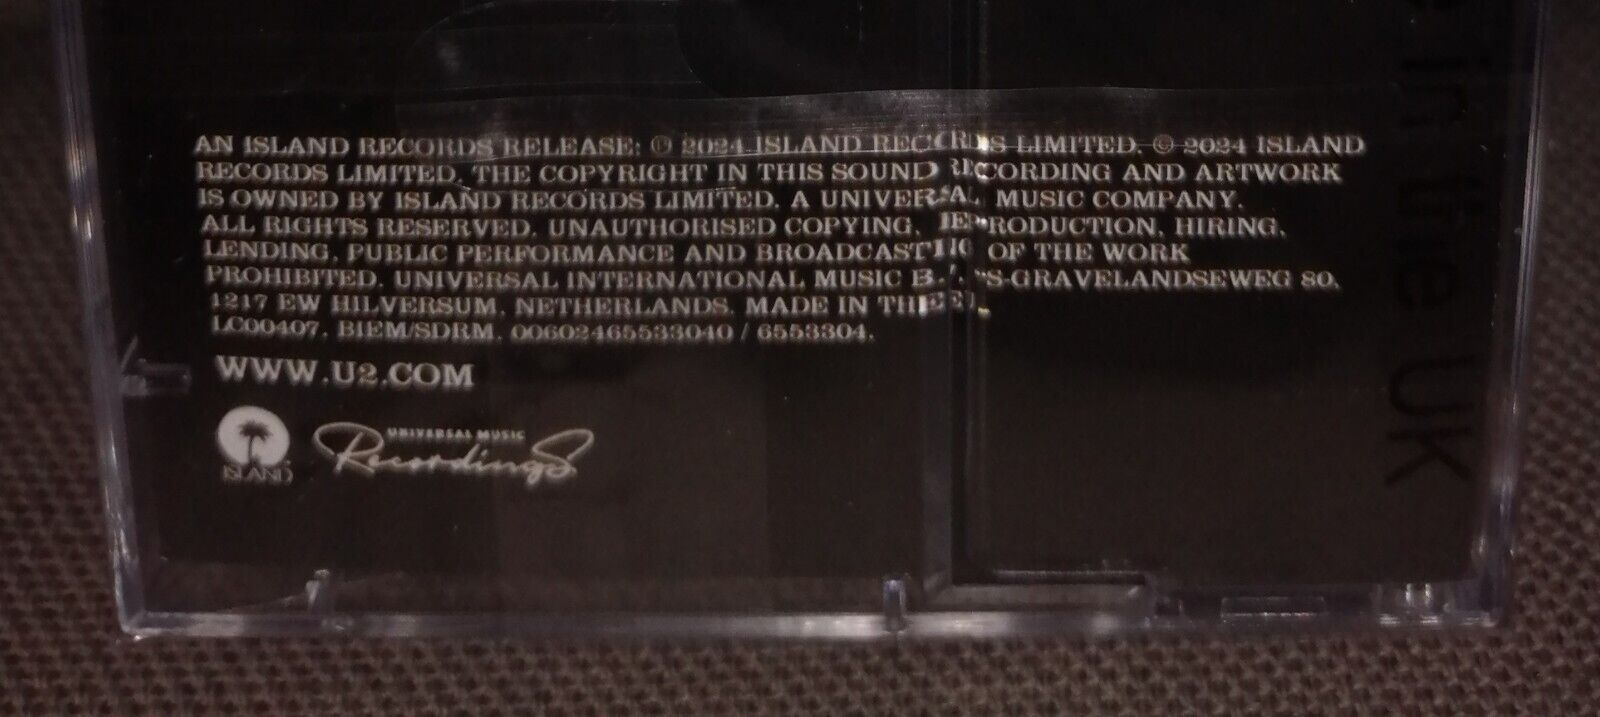 AN ISLAND RECORDS RELEASE; ℗ 2024 ISLAND RECORDS LIMITED. © 2024 ISLAND
RECORDS LIMITED. THE COPYRIGHT IN THIS SOUND RECORDING AND ARTWORK
IS OWNED BY ISLAND RECORDS LIMITED. A UNIVERSAL MUSIC COMPANY.
ALL RIGHTS RESERVED. UNAUTHORISED COPYING, REPRODUCTION, HIRING,
LENDING, PUBLIC PERFORMANCE AND BROADCASTING OF THE WORK
PROHIBITED. UNIVERSAL INTERNATIONAL MUSIC B.V. 'S-GRAVELANDSEWEG 80,
1217 EW HILVERSUM, NETHERLANDS. MADE IN THE EU.
LC00407. BIEM/SDRM. 00602465533040 / 6553304.
WWW.U2.COM
ISLAND
UNIVERSAL MUSIC
Recordings
in the UK